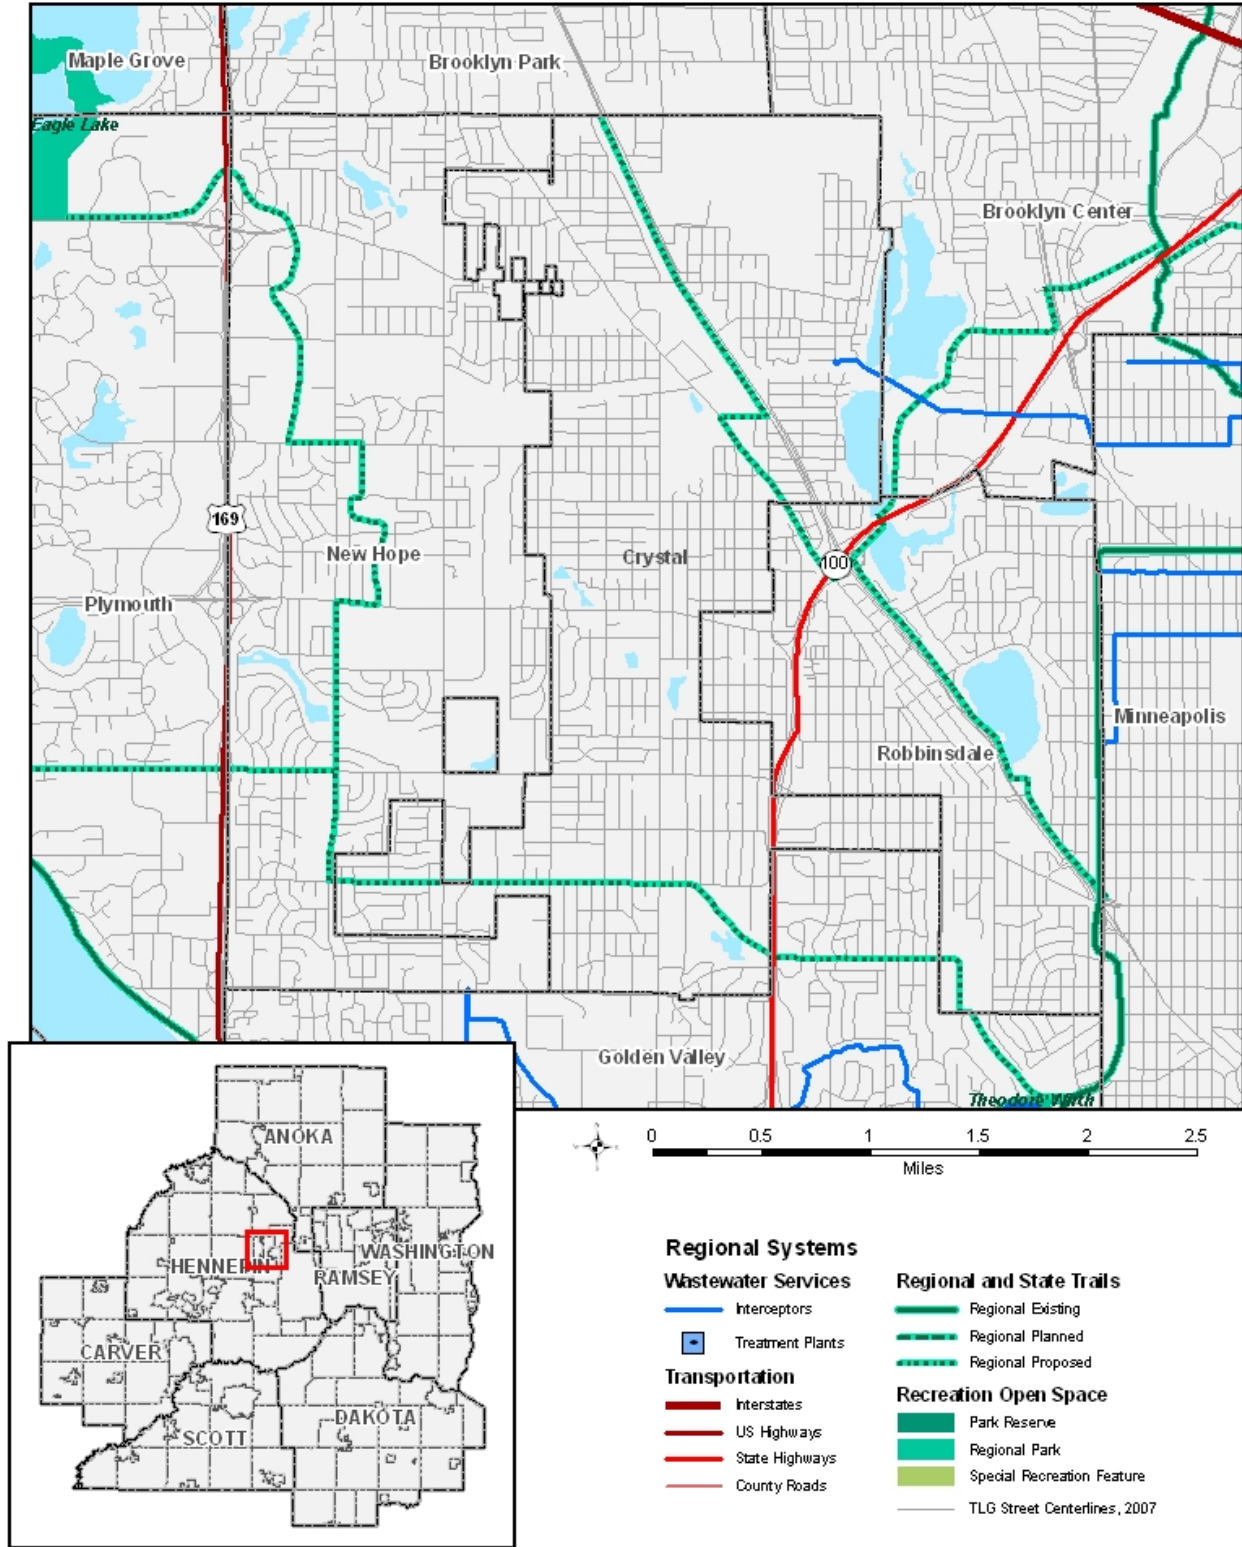 Maple Grove
Brooklyn Park
Eagle Lake
Brooklyn Center
169
New Hope
Crystal
100
Plymouth
Minneapolis
Robbinsdale
Golden Valley
Theodore Wirth
ANOKA
WASHINGTON
HENNEPIN
RAMSEY
CARVER
DAKOTA
SCOTT
0 0.5 1 1.5 2 2.5
Miles
Regional Systems
Wastewater Services
Interceptors
Treatment Plants
Transportation
Interstates
US Highways
State Highways
County Roads
Regional and State Trails
Regional Existing
Regional Planned
Regional Proposed
Recreation Open Space
Park Reserve
Regional Park
Special Recreation Feature
TLG Street Centerlines, 2007